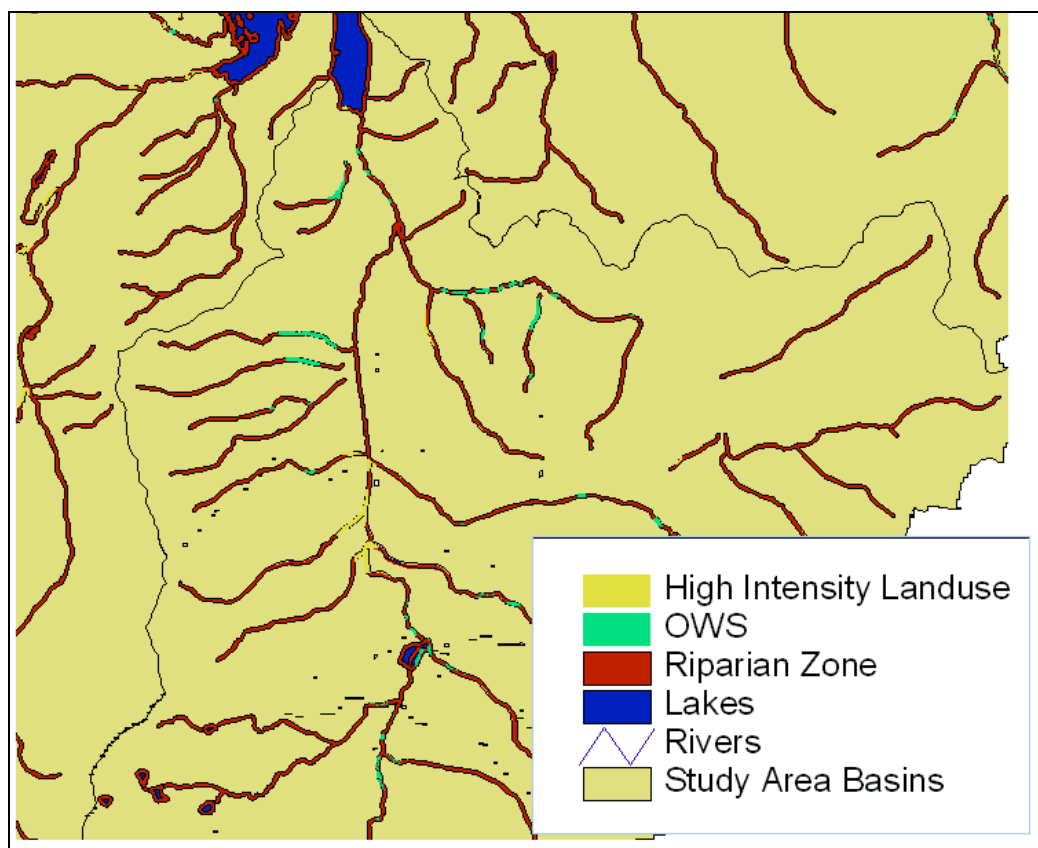 High Intensity Landuse
OWS
Riparian Zone
Lakes
Rivers
Study Area Basins